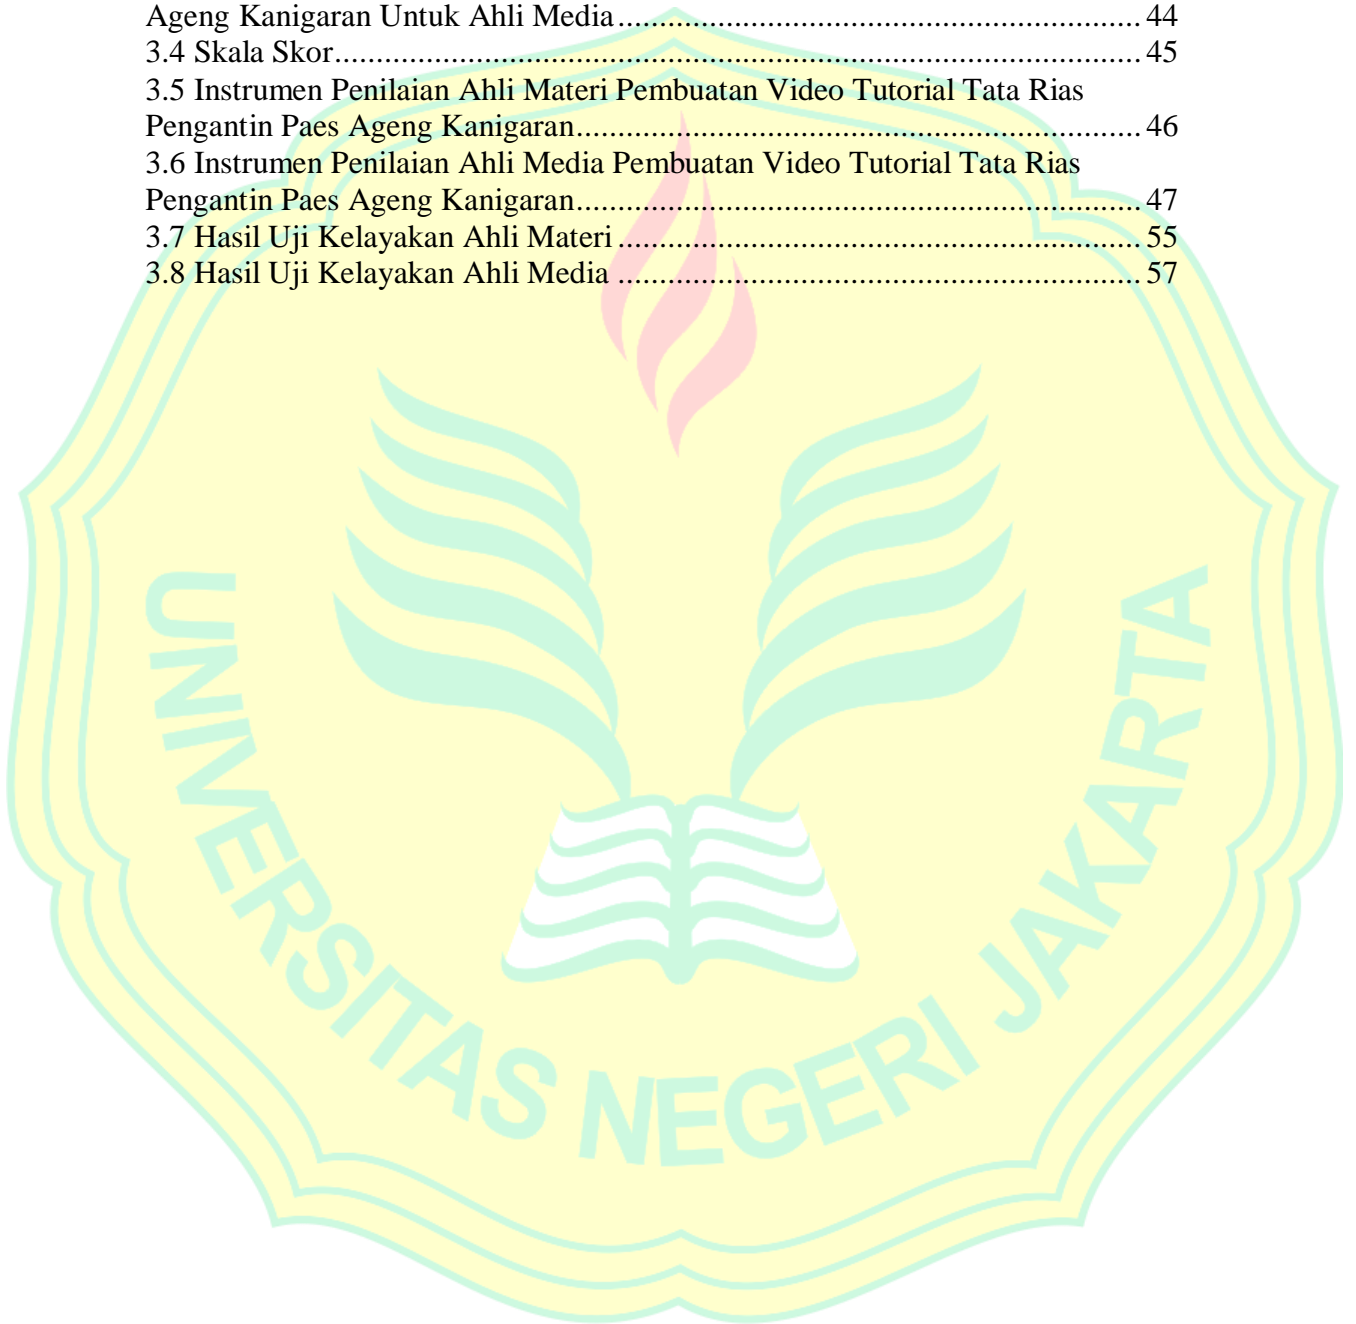 Ageng Kanigaran Untuk Ahli Media.................................................................. 44
3.4 Skala Skor...................................................................................................... 45
3.5 Instrumen Penilaian Ahli Materi Pembuatan Video Tutorial Tata Rias
Pengantin Paes Ageng Kanigaran....................................................................... 46
3.6 Instrumen Penilaian Ahli Media Pembuatan Video Tutorial Tata Rias
Pengantin Paes Ageng Kanigaran....................................................................... 47
3.7 Hasil Uji Kelayakan Ahli Materi.................................................................. 55
3.8 Hasil Uji Kelayakan Ahli Media .................................................................. 57
UNIVERSITAS NEGERI JAKARTA